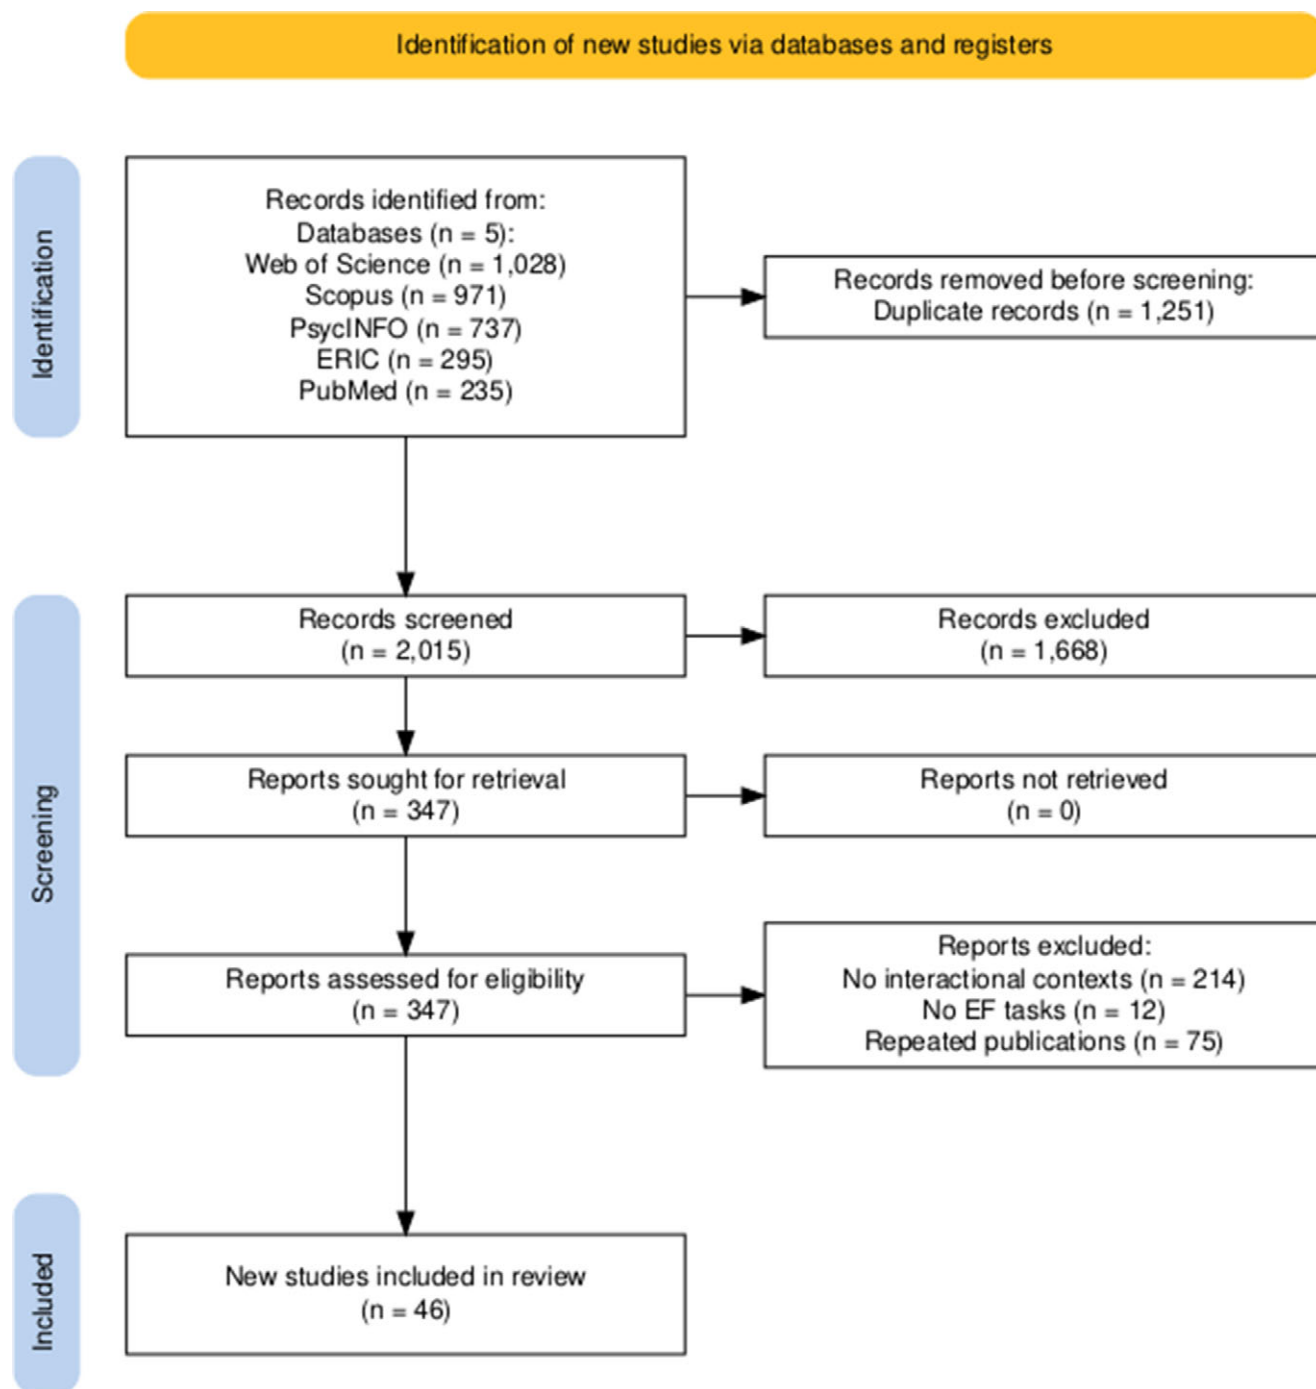 Identification of new studies via databases and registers
Identification
Records identified from:
Databases (n = 5):
Web of Science (n = 1,028)
Scopus (n = 971)
PsycINFO (n = 737)
ERIC (n = 295)
PubMed (n = 235)
Records removed before screening:
Duplicate records (n = 1,251)
Screening
Records screened
(n = 2,015)
Records excluded
(n = 1,668)
Reports sought for retrieval
(n = 347)
Reports not retrieved
(n = 0)
Reports assessed for eligibility
(n = 347)
Reports excluded:
No interactional contexts (n = 214)
No EF tasks (n = 12)
Repeated publications (n = 75)
Included
New studies included in review
(n = 46)